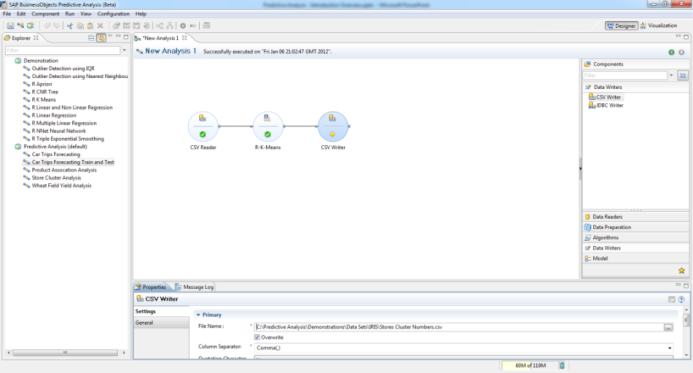 SAP BusinessObjects Predictive Analysis (Beta)
File Edit Component Run View Configuration Help
Designer Visualization
Explorer
Filter
Demonstration
Outlier Detection using IQR
Outlier Detection using Nearest Neighbou
R Apriori
R CNR Tree
R K Means
R Linear and Non Linear Regression
R Linear Regression
R Multiple Linear Regression
R NNet Neural Network
R Triple Exponential Smoothing
Predictive Analysis (default)
Car Trips Forecasting
Car Trips Forecasting Train and Test
Product Assocation Analysis
Store Cluster Analysis
Wheat Field Yield Analysis
*New Analysis 1
New Analysis 1 Successfully executed on "Fri Jan 06 21:02:47 GMT 2012".
CSV Reader
R-K-Means
CSV Writer
Components
Filter
Data Writers
CSV Writer
JDBC Writer
Data Readers
Data Preparation
Algorithms
Data Writers
Model
Properties Message Log
CSV Writer
Settings
General
Primary
File Name : C:\Predictive Analysis\Demonstrations\Data Sets\IRIS\Stores Cluster Numbers.csv
Overwrite
Column Separator: Comma(,)
Quotation Character
69M of 119M